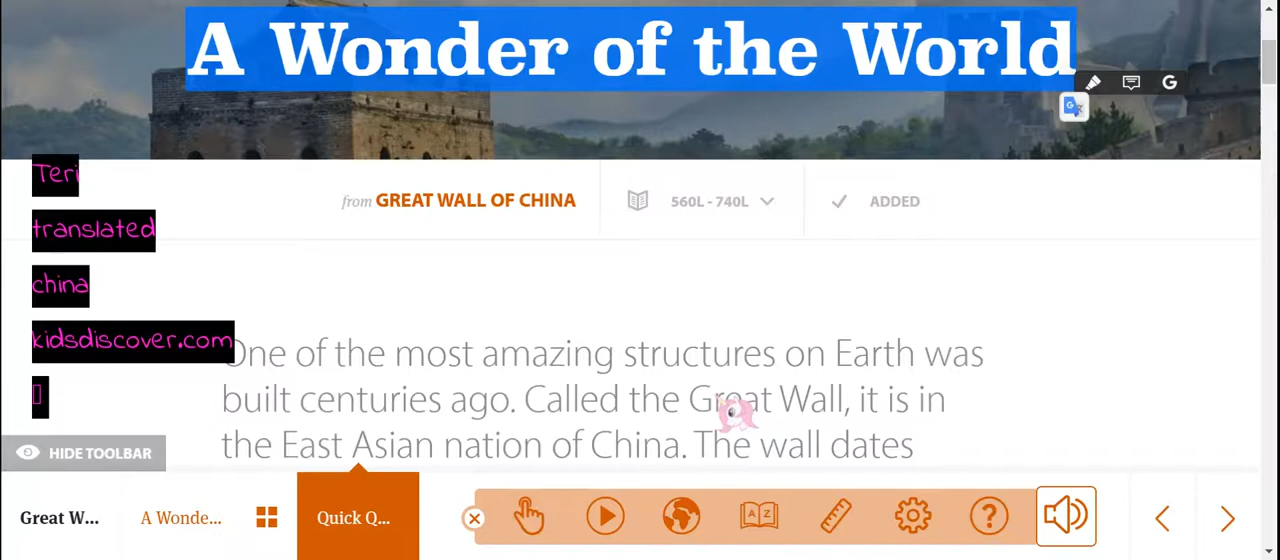 A Wonder of the World
Teri
translated
china
kidsdiscover.com
from GREAT WALL OF CHINA
560L - 740L
ADDED
One of the most amazing structures on Earth was
built centuries ago. Called the Great Wall, it is in
the East Asian nation of China. The wall dates
HIDE TOOLBAR
Great W...
A Wonde...
Quick Q...